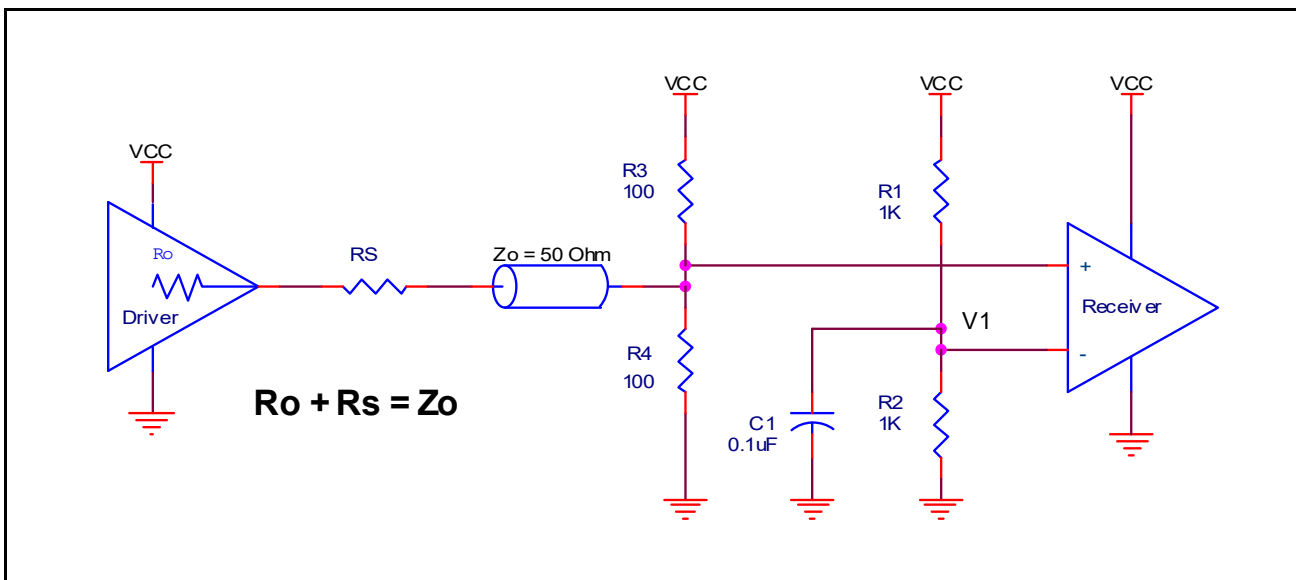 VCC
Ro
Driver
RS
Zo = 50 Ohm
Ro + Rs = Zo
VCC
R3
100
R4
100
VCC
R1
1K
V1
C1
0.1uF
R2
1K
VCC
+
Receiver
-